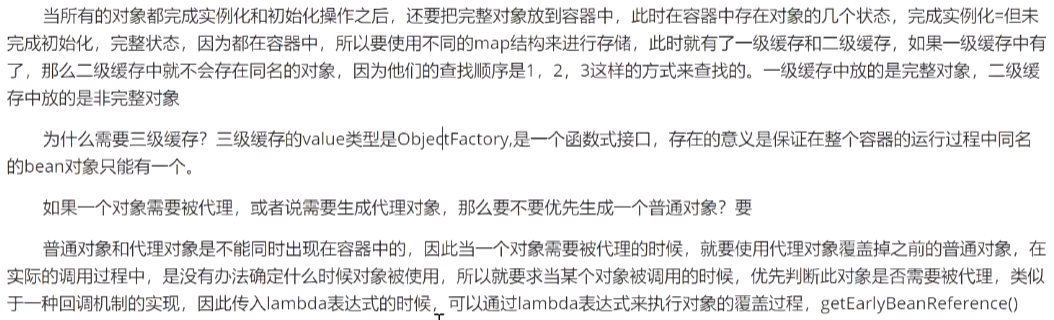 当所有的对象都完成实例化和初始化操作之后，还要把完整对象放到容器中，此时在容器中存在对象的几个状态，完成实例化=但未
完成初始化，完整状态，因为都在容器中，所以要使用不同的map结构来进行存储，此时就有了一级缓存和二级缓存，如果一级缓存中有
了，那么二级缓存中就不会存在同名的对象，因为他们的查找顺序是1，2，3这样的方式来查找的。一级缓存中放的是完整对象，二级缓
存中放的是非完整对象
为什么需要三级缓存？三级缓存的value类型是ObjectFactory,是一个函数式接口，存在的意义是保证在整个容器的运行过程中同名
的bean对象只能有一个。
如果一个对象需要被代理，或者说需要生成代理对象，那么要不要优先生成一个普通对象？要
普通对象和代理对象是不能同时出现在容器中的，因此当一个对象需要被代理的时候，就要使用代理对象覆盖掉之前的普通对象，在
实际的调用过程中，是没有办法确定什么时候对象被使用，所以就要求当某个对象被调用的时候，优先判断此对象是否需要被代理，类似
于一种回调机制的实现，因此传入lambda表达式的时候，可以通过lambda表达式来执行对象的覆盖过程，getEarlyBeanReference()